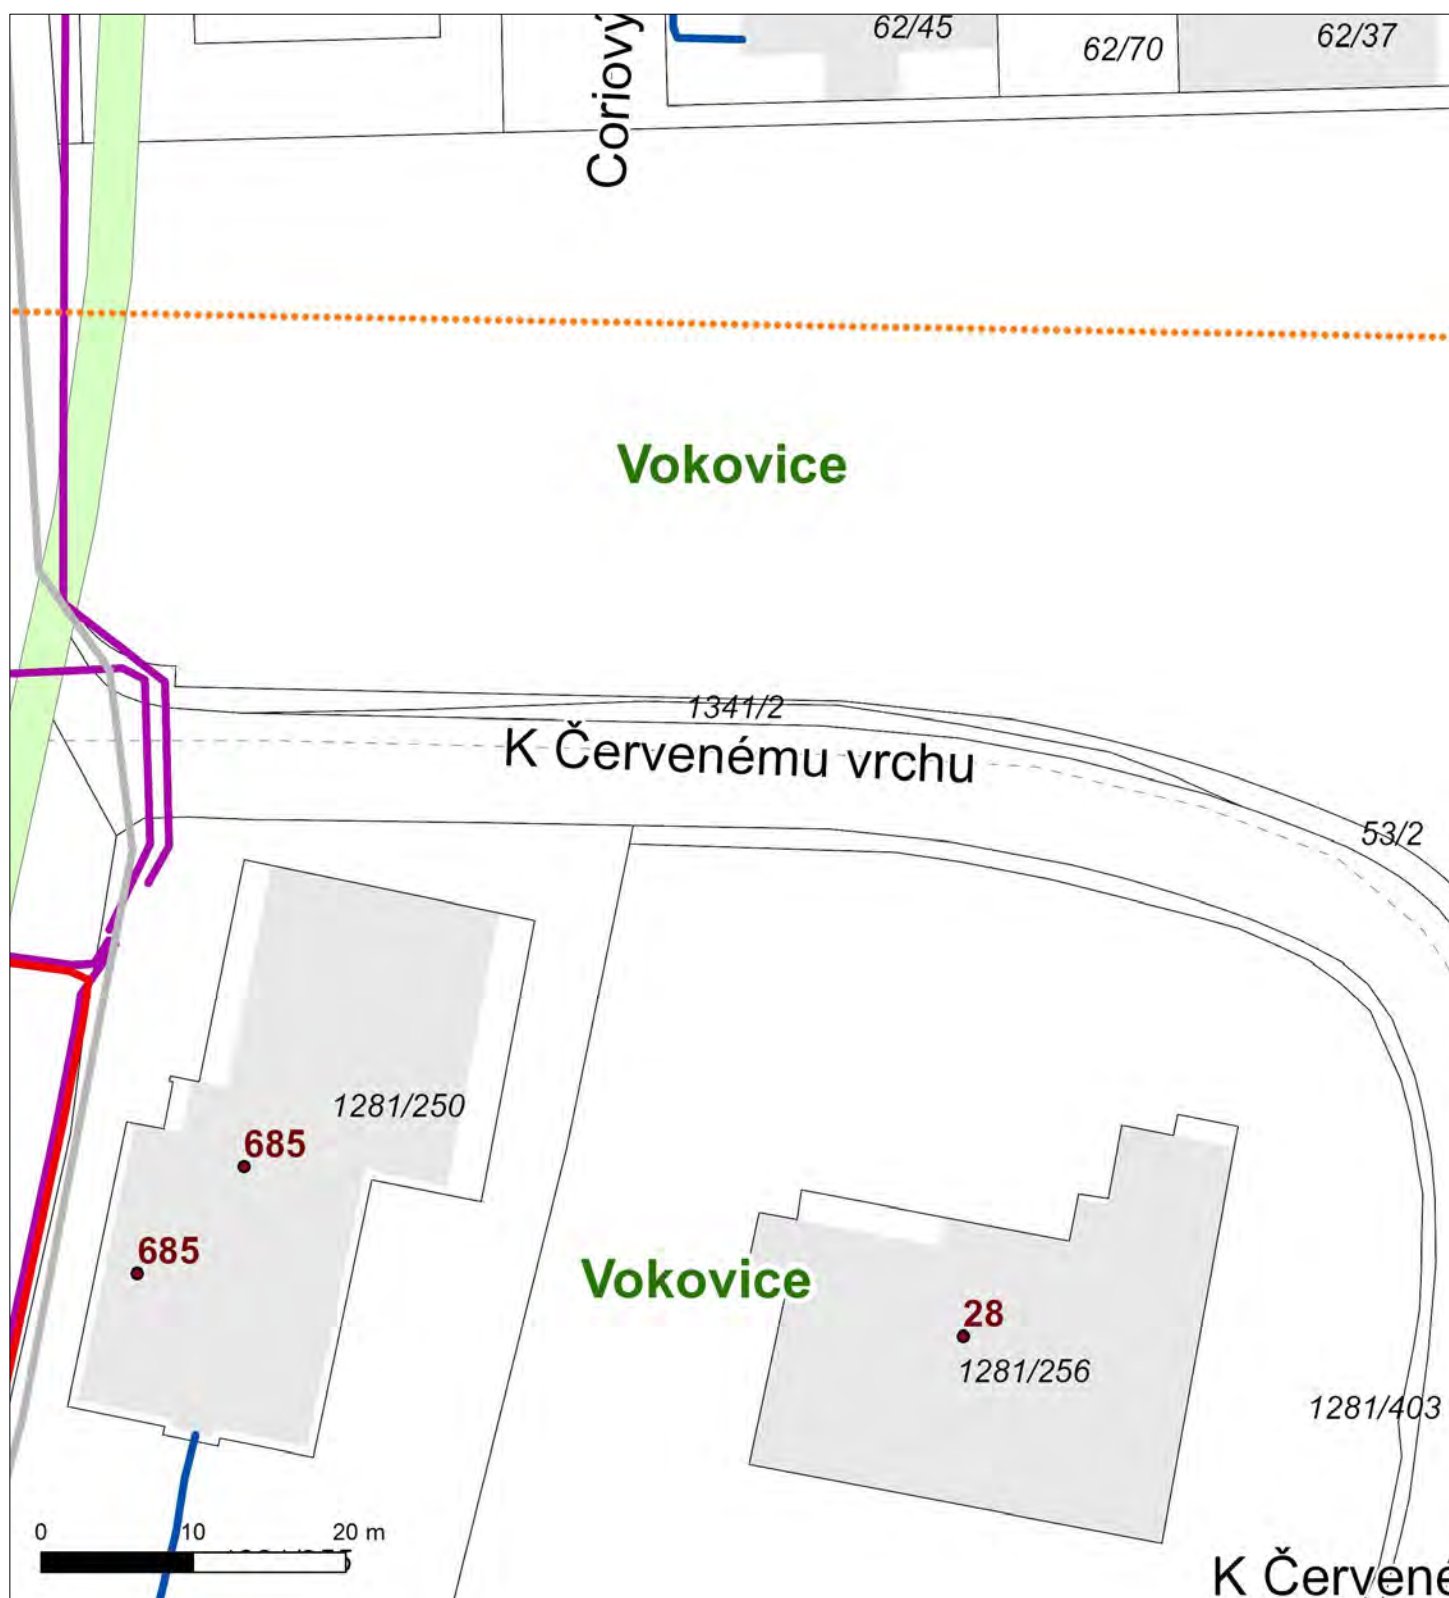 Coriový
62/45
62/70
62/37
Vokovice
1341/2
K Červenému vrchu
53/2
1281/250
685
685
Vokovice
28
1281/256
1281/403
0 10 20 m
K Červené